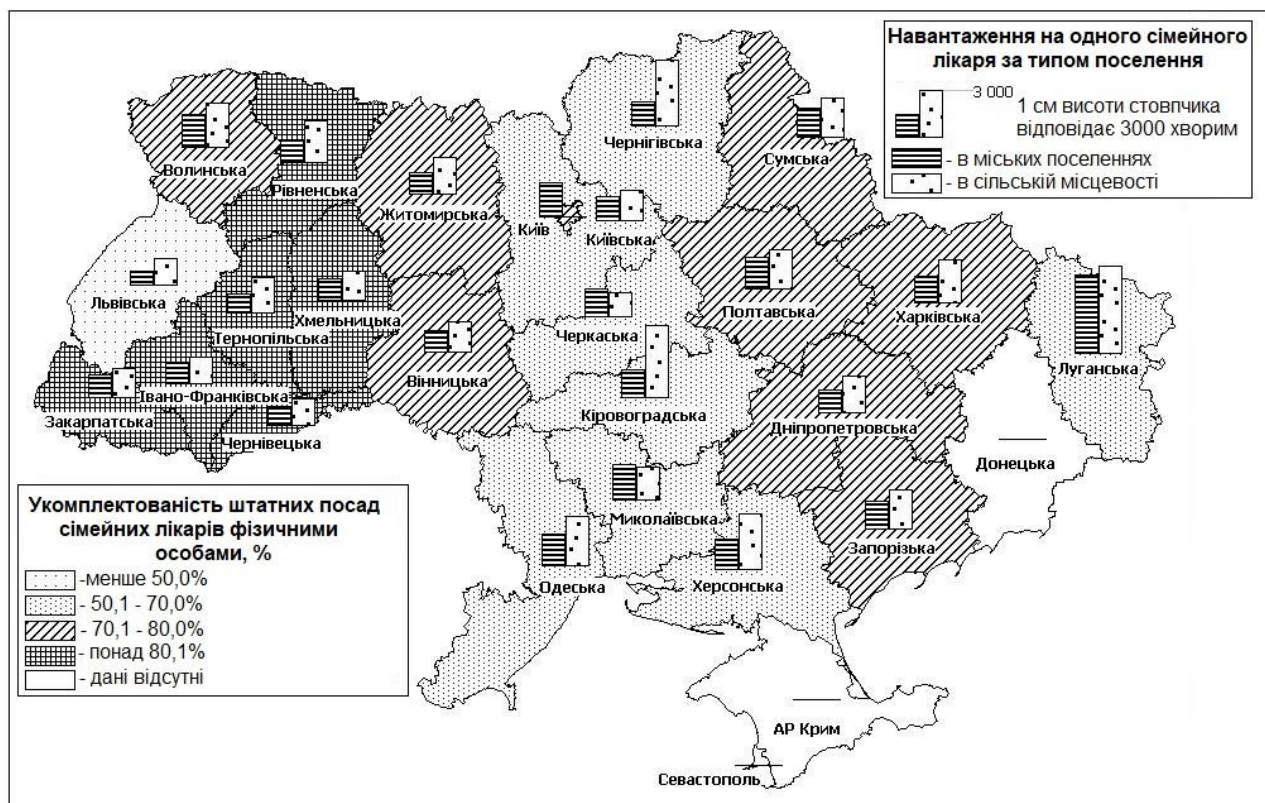 Навантаження на одного сімейного
лікаря за типом поселення
3 000
1 см висоти стовпчика
відповідає 3000 хворим
- в міських поселеннях
- в сільській місцевості
Чернігівська
Сумська
Волинська
Рівненська
Житомирська
Київ
Київська
Львівська
Тернопільська
Хмельницька
Черкаська
Полтавська
Харківська
Луганська
Вінницька
Івано-Франківська
Закарпатська
Чернівецька
Кіровоградська
Дніпропетровська
Донецька
Миколаївська
Одеська
Херсонська
Запорізька
АР Крим
Севастополь
Укомплектованість штатних посад
сімейних лікарів фізичними
особами, %
-менше 50,0%
- 50,1 - 70,0%
- 70,1 - 80,0%
- понад 80,1%
- дані відсутні